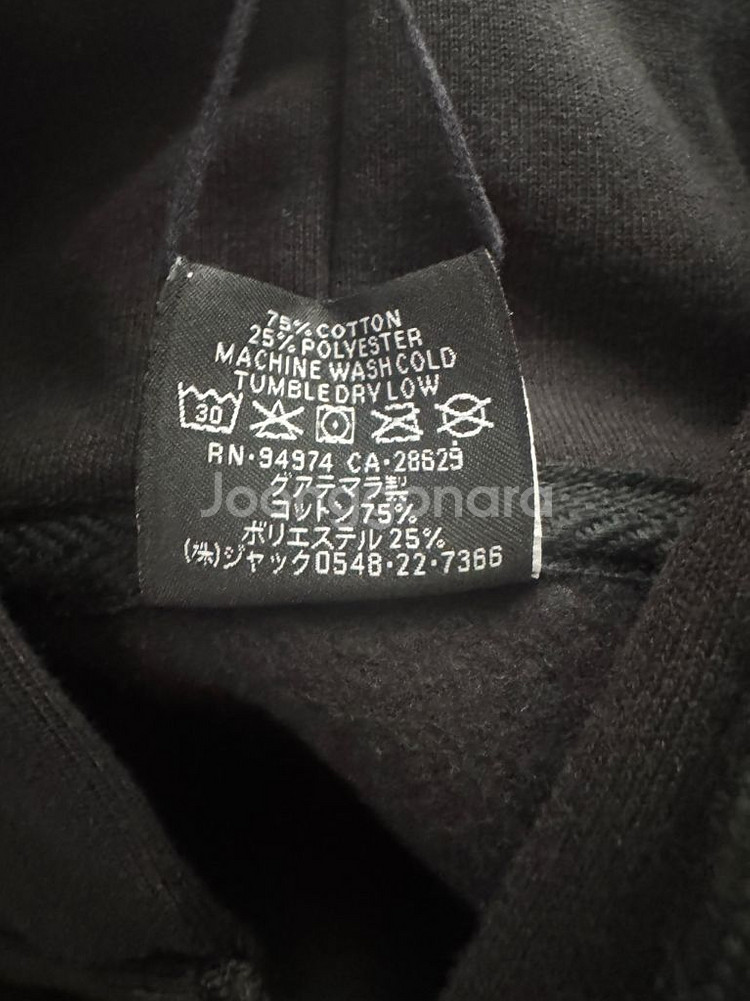 75% COTTON
25% POLYESTER
MACHINE WASH COLD
TUMBLE DRY LOW
30
RN·94974 CA·28629
グアテマラ製
コットン75%
ポリエステル 25%
(株)ジャック0548·22·7366
Joonggonara